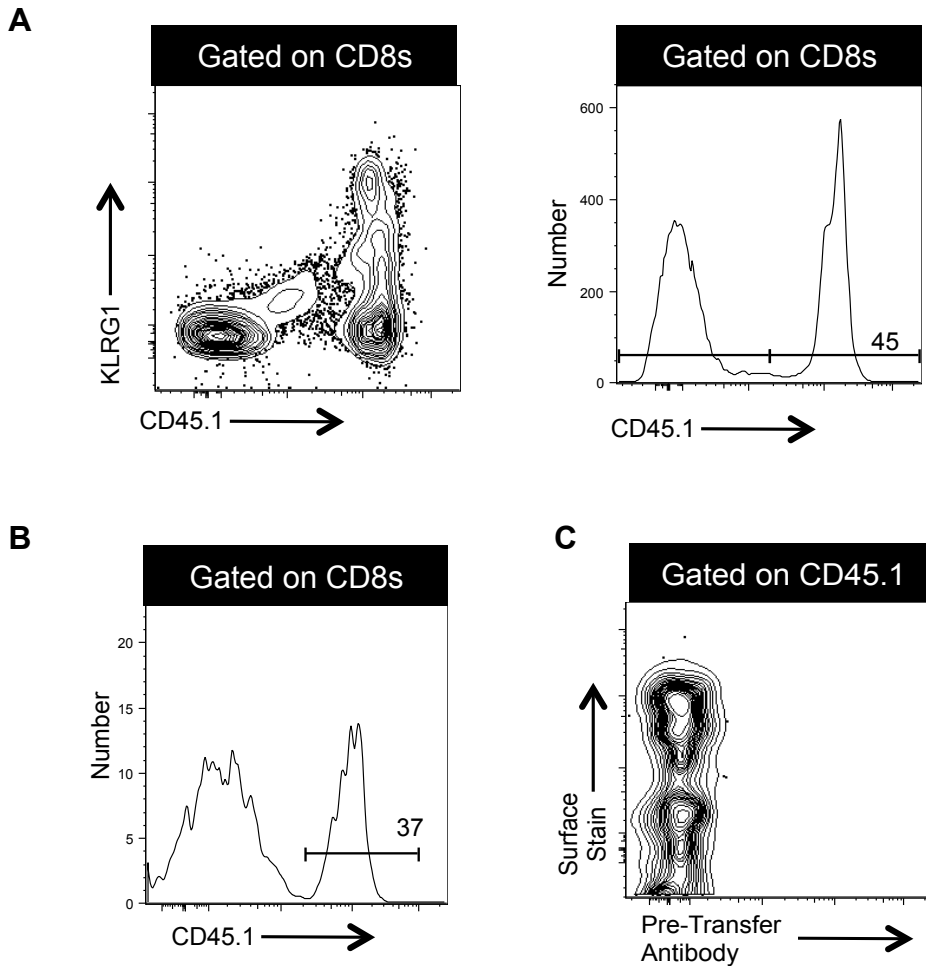 A
Gated on CD8s
KLRG1
CD45.1
Gated on CD8s
600
400
200
0
Number
45
CD45.1
B
Gated on CD8s
20
15
10
5
0
Number
37
CD45.1
C
Gated on CD45.1
Surface
Stain
Pre-Transfer
Antibody